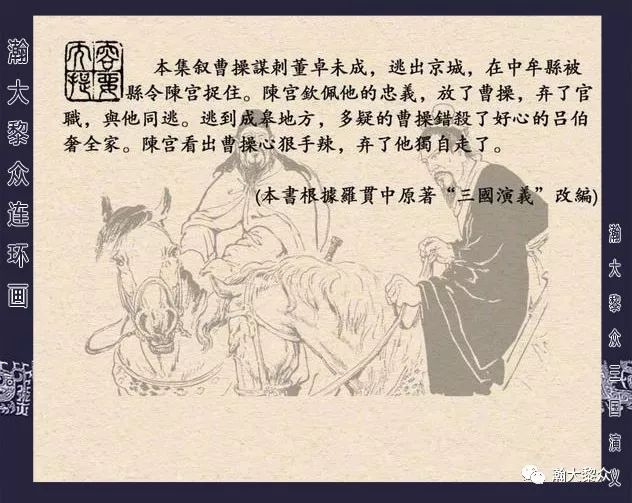 内容提要
本集叙曹操謀刺董卓未成，逃出京城，在中牟縣被
縣令陳宮捉住。陳宮欽佩他的忠義，放了曹操，弃了官
職，與他同逃。逃到成皋地方，多疑的曹操錯殺了好心的吕伯
奢全家。陳宮看出曹操心狠手辣，弃了他獨自走了。
(本書根據羅貫中原著“三國演義”改編)
瀚大黎众连环画
瀚大黎众三国演义
瀚大黎众